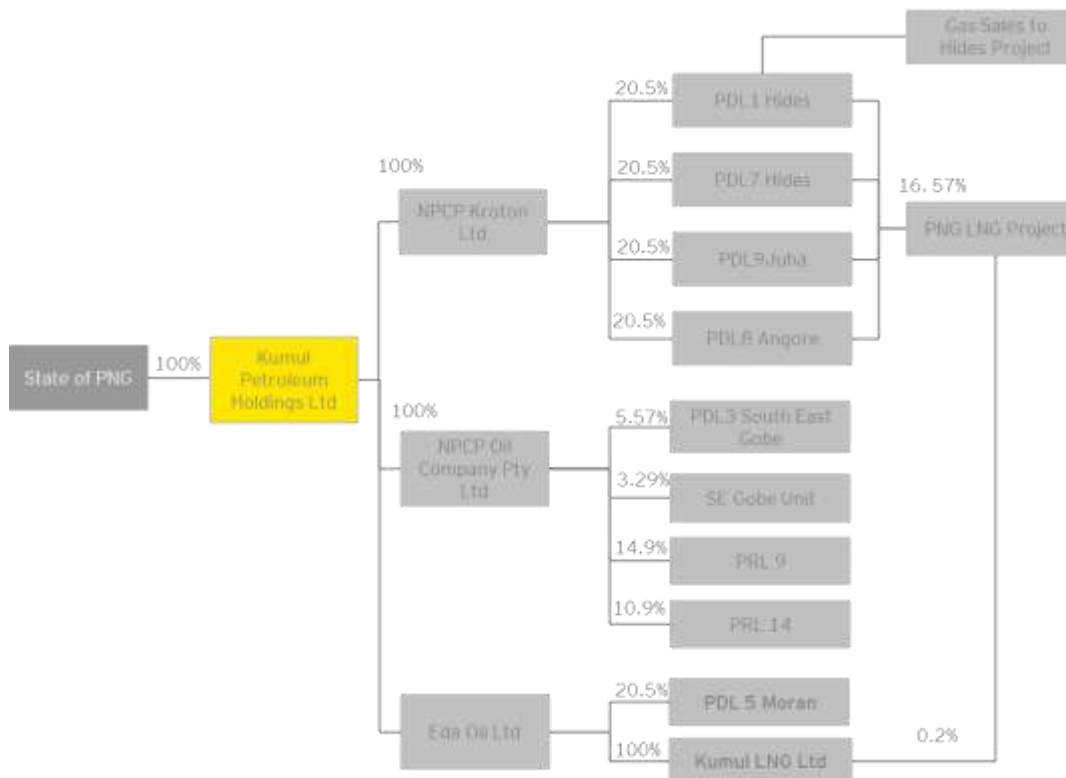 Gas Sales to
Hides Project
20.5%
PDL1 Hides
100%
20.5%
PDL7 Hides
16.57%
NPCP Kroton
Ltd
PNG LNG Project
20.5%
PDL9Juha
20.5%
PDL8 Angore
State of PNG
100%
Kumul
Petroleum
Holdings Ltd
100%
5.57%
PDL3 South East
Gobe
NPCP Oil
Company Pty
Ltd
3.29%
SE Gobe Unit
14.9%
PRL 9
10.9%
PRL 14
20.5%
PDL 5 Moran
Eda Oil Ltd
100%
Kumul LNG Ltd
0.2%